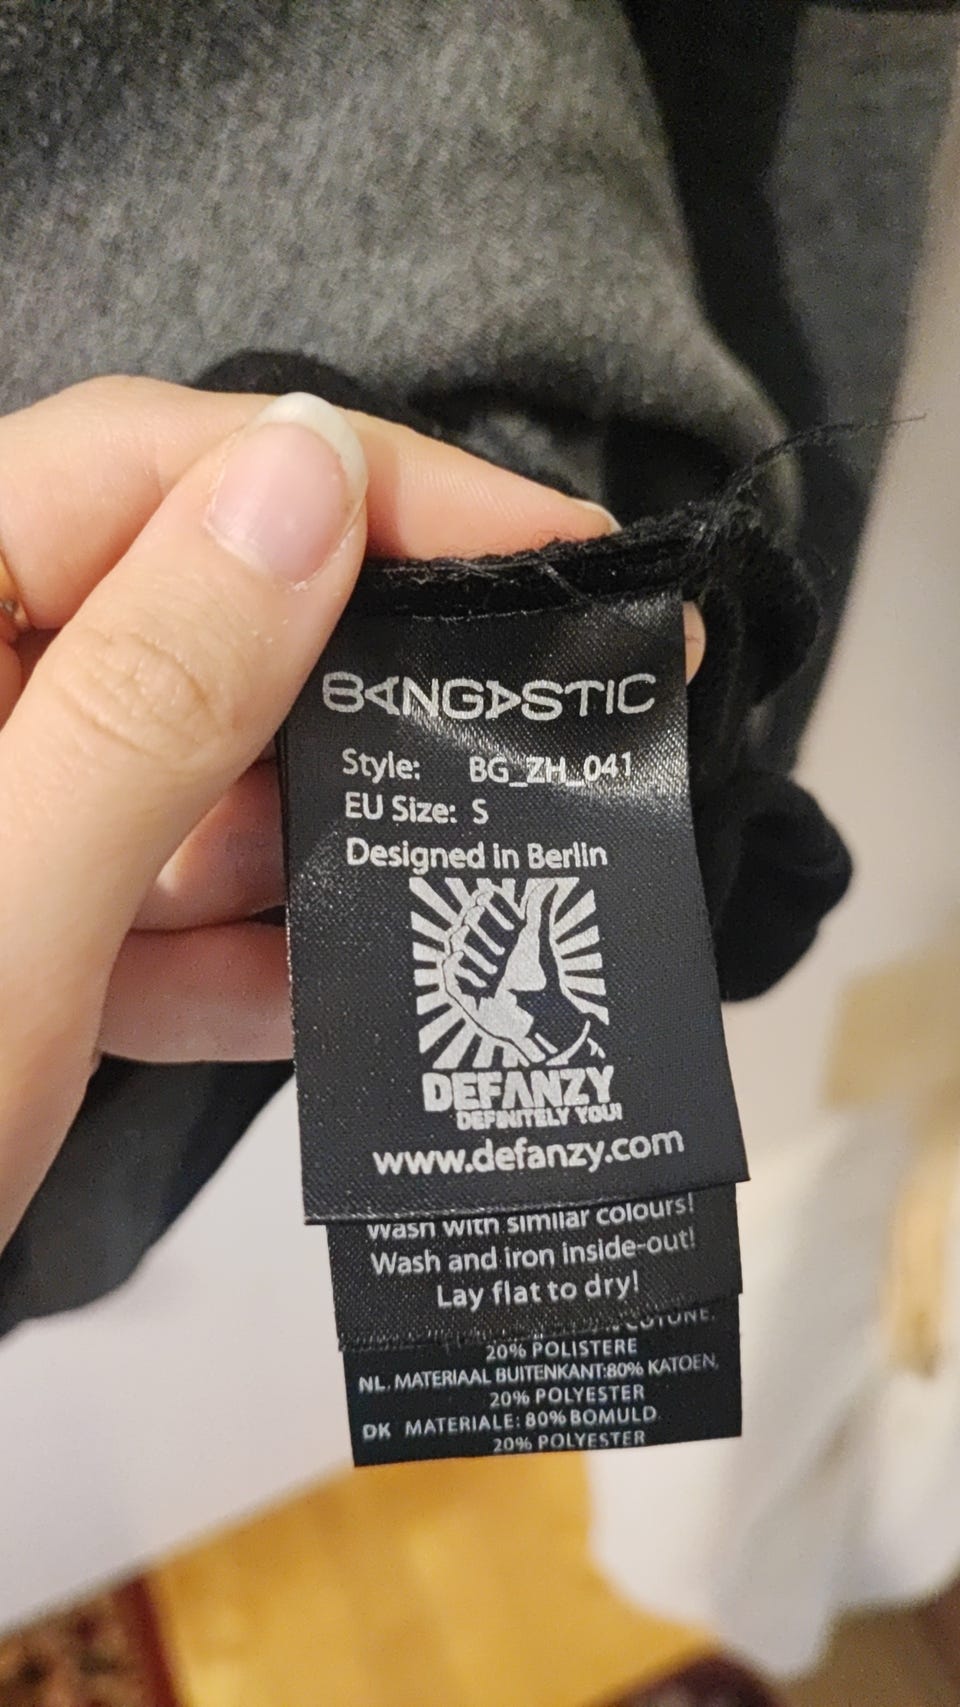 BANGASTIC
Style: BG_ZH_041
EU Size: S
Designed in Berlin
DEFANZY
DEFINITELY YOU!
www.defanzy.com
Wash with similar colours!
Wash and iron inside-out!
Lay flat to dry!
COTONE,
20% POLISTERE
NL. MATERIAAL BUITENKANT:80% KATOEN,
20% POLYESTER
DK MATERIALE: 80% BOMULD
20% POLYESTER